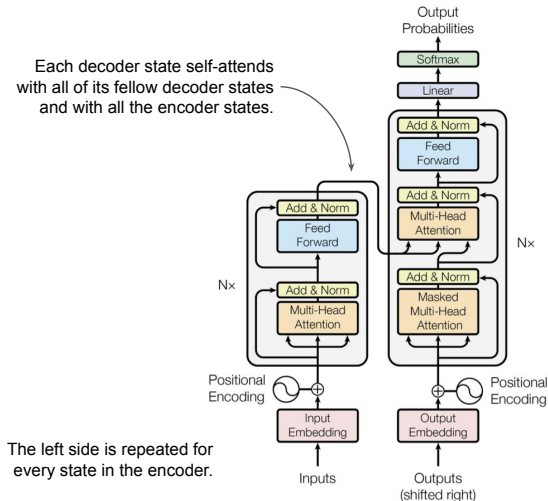 Output
Probabilities
Softmax
Linear
Each decoder state self-attends
with all of its fellow decoder states
and with all the encoder states.
Add & Norm
Feed
Forward
Add & Norm
Multi-Head
Attention
Add & Norm
Masked
Multi-Head
Attention
N×
Add & Norm
Feed
Forward
Add & Norm
Multi-Head
Attention
N×
Positional
Encoding
Positional
Encoding
Input
Embedding
Output
Embedding
Inputs
Outputs
(shifted right)
The left side is repeated for
every state in the encoder.